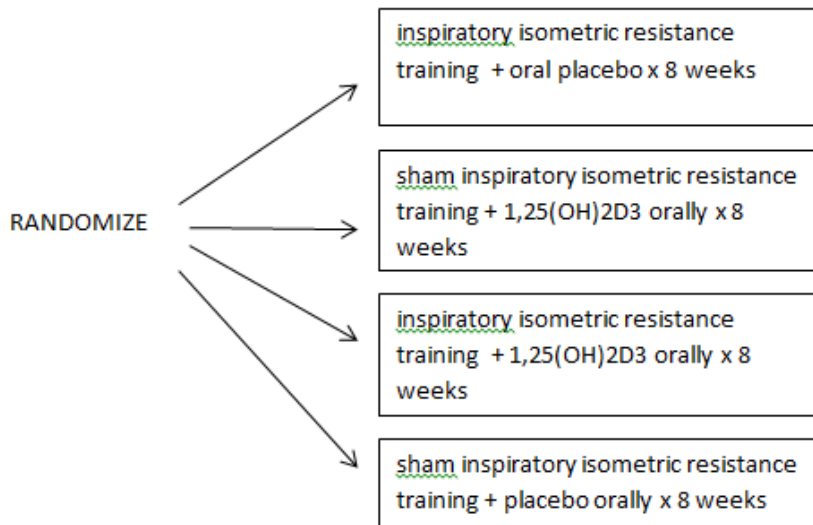 inspiratory isometric resistance
training + oral placebo x 8 weeks
sham inspiratory isometric resistance
training + 1,25(OH)2D3 orally x 8
weeks
RANDOMIZE
inspiratory isometric resistance
training + 1,25(OH)2D3 orally x 8
weeks
sham inspiratory isometric resistance
training + placebo orally x 8 weeks